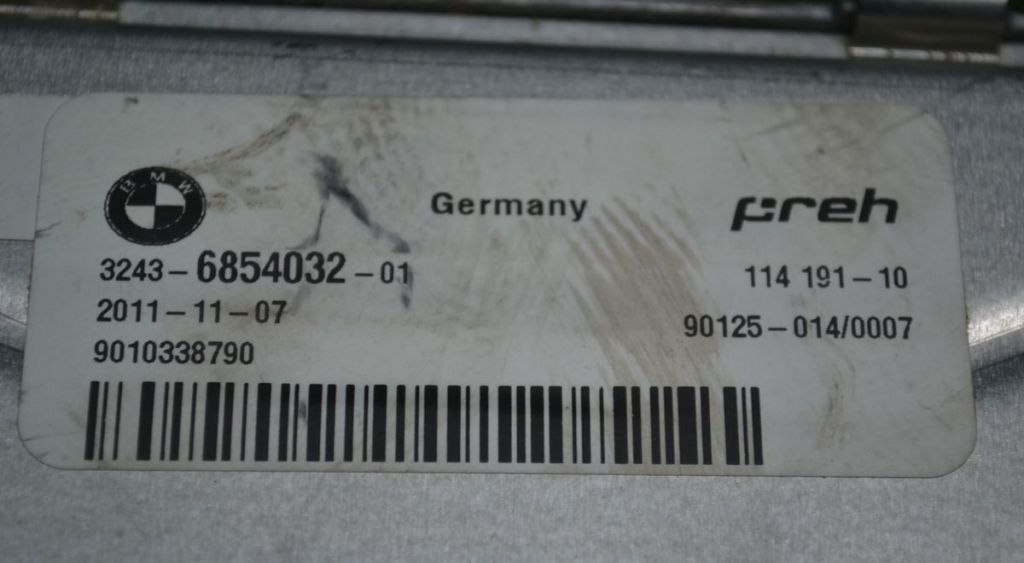 BMW
Germany
preh
3243-6854032-01
114 191-10
2011-11-07
90125-014/0007
9010338790